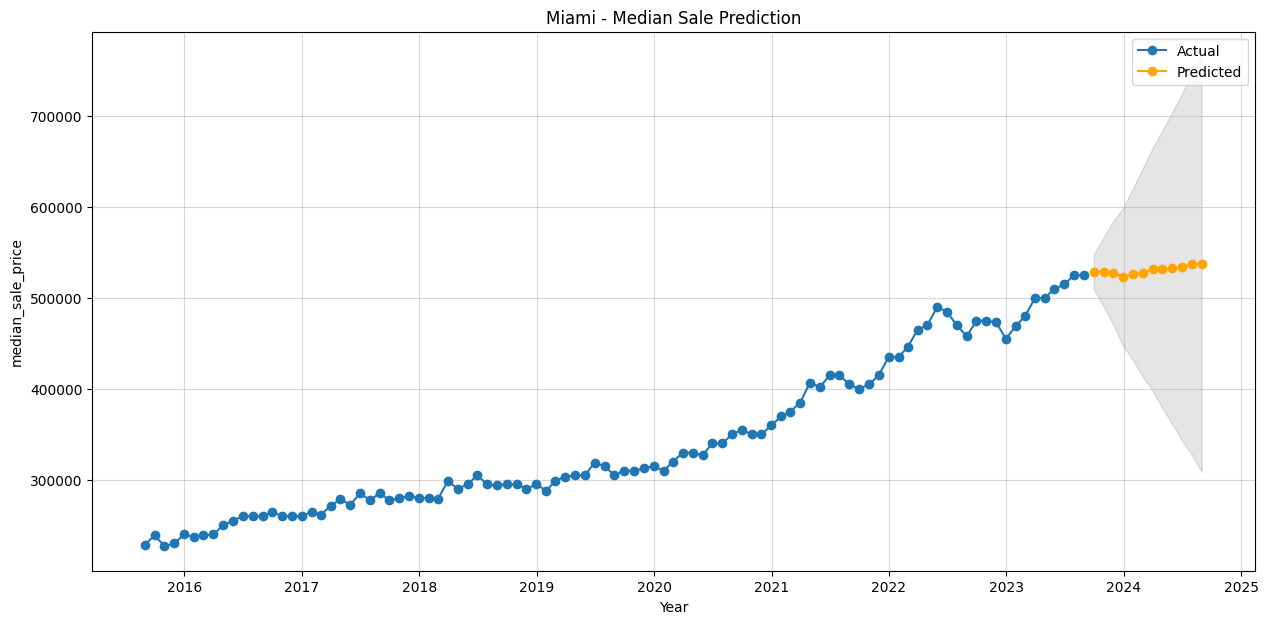 Miami - Median Sale Prediction
Actual
Predicted
700000
600000
500000
400000
300000
median_sale_price
2016 2017 2018 2019 2020 2021 2022 2023 2024 2025
Year